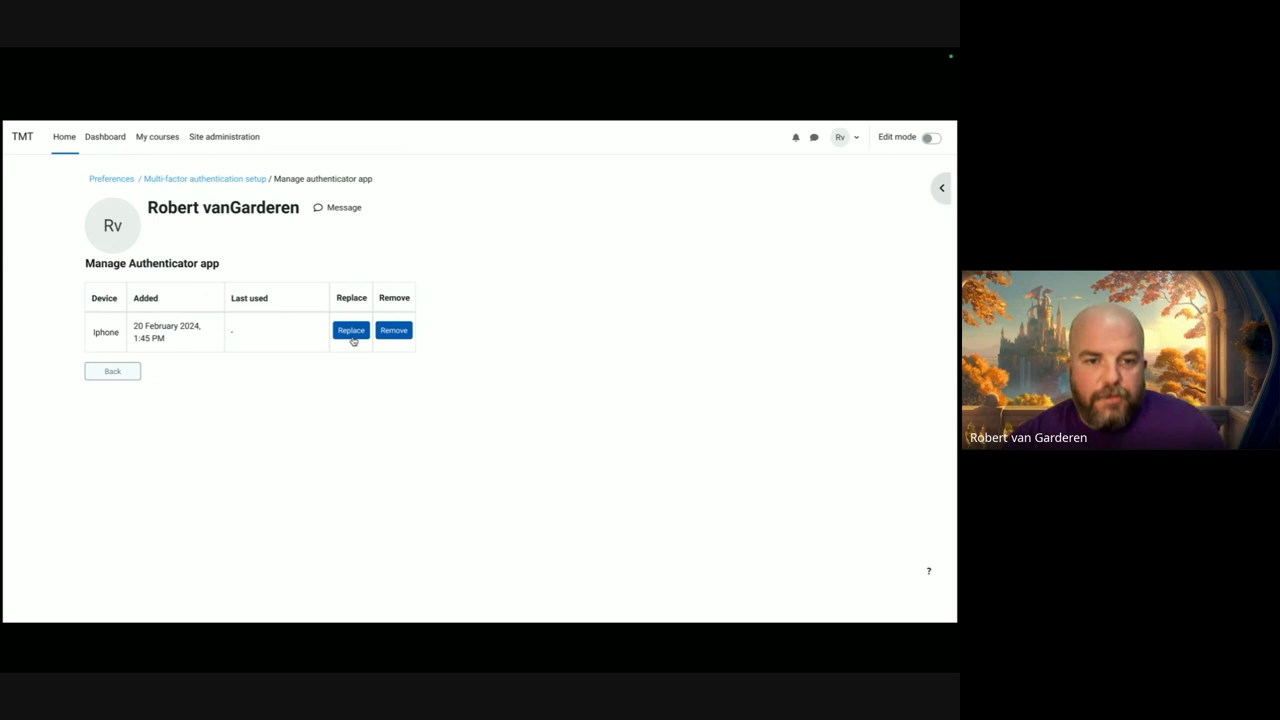 TMT Home Dashboard My courses Site administration Rv Edit mode
Preferences / Multi-factor authentication setup / Manage authenticator app
Rv Robert vanGarderen Message
Manage Authenticator app
Device Added Last used Replace Remove
Iphone 20 February 2024, 1:45 PM - Replace Remove
Back
?
Robert van Garderen